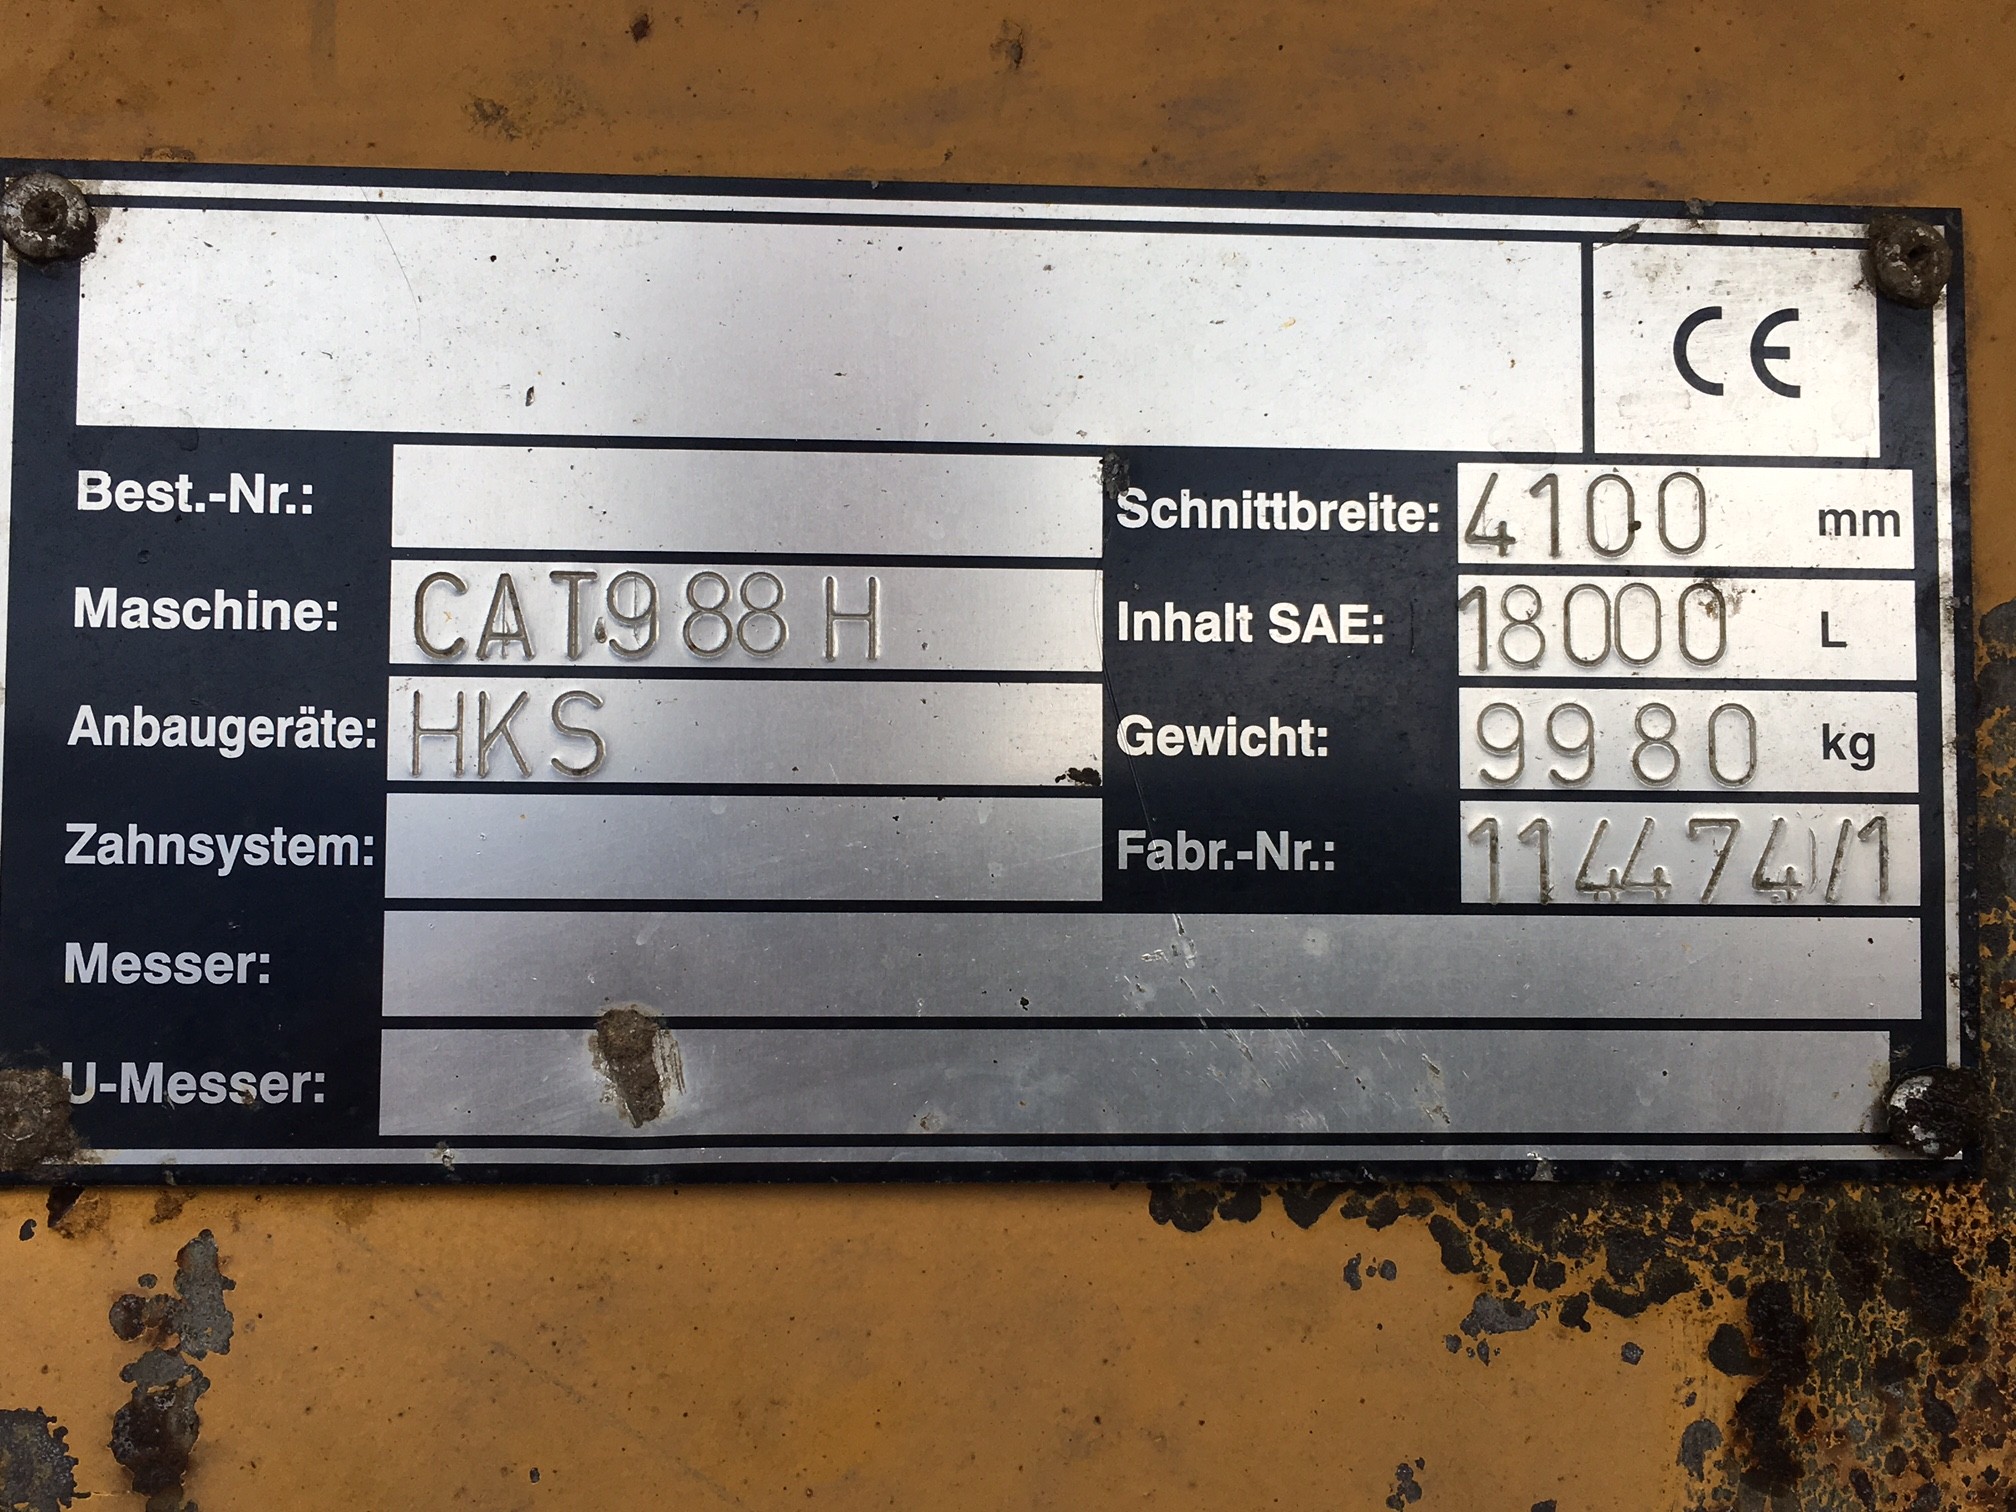 CE
Best.-Nr.:
Schnittbreite: 4100 mm
Maschine: CAT 988 H
Inhalt SAE: 18000 L
Anbaugeräte: HKS
Gewicht: 9980 kg
Zahnsystem:
Fabr.-Nr.: 114474/1
Messer:
U-Messer: